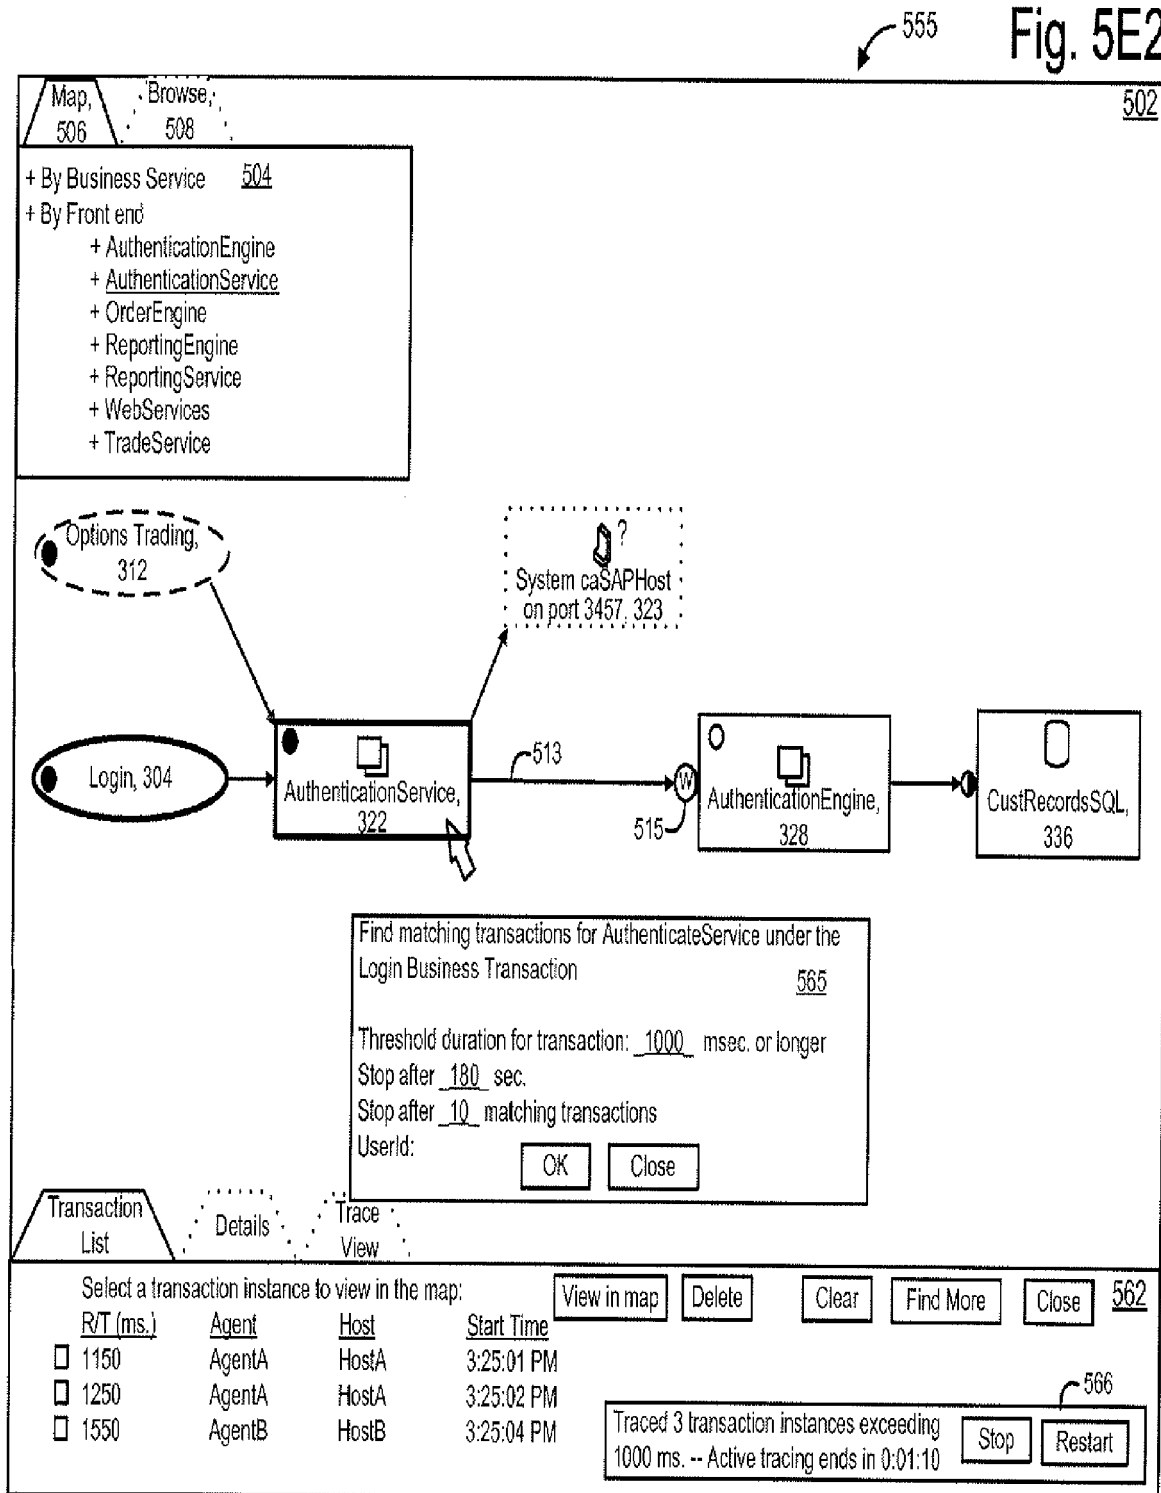 555
Fig. 5E2
502
Map,
506
Browse,
508
+ By Business Service 504
+ By Front end
+ AuthenticationEngine
+ AuthenticationService
+ OrderEngine
+ ReportingEngine
+ ReportingService
+ WebServices
+ TradeService
Options Trading,
312
?
System caSAPHost
on port 3457, 323
Login, 304
AuthenticationService,
322
513
W
515
AuthenticationEngine,
328
CustRecordsSQL,
336
Find matching transactions for AuthenticateService under the
Login Business Transaction
565
Threshold duration for transaction: _1000_ msec. or longer
Stop after _180_ sec.
Stop after _10_ matching transactions
UserId:
OK Close
Transaction
List
Details
Trace
View
Select a transaction instance to view in the map:
View in map Delete Clear Find More Close 562
R/T (ms.) Agent Host Start Time
1150 AgentA HostA 3:25:01 PM
1250 AgentA HostA 3:25:02 PM
1550 AgentB HostB 3:25:04 PM
566
Traced 3 transaction instances exceeding
1000 ms. -- Active tracing ends in 0:01:10
Stop Restart